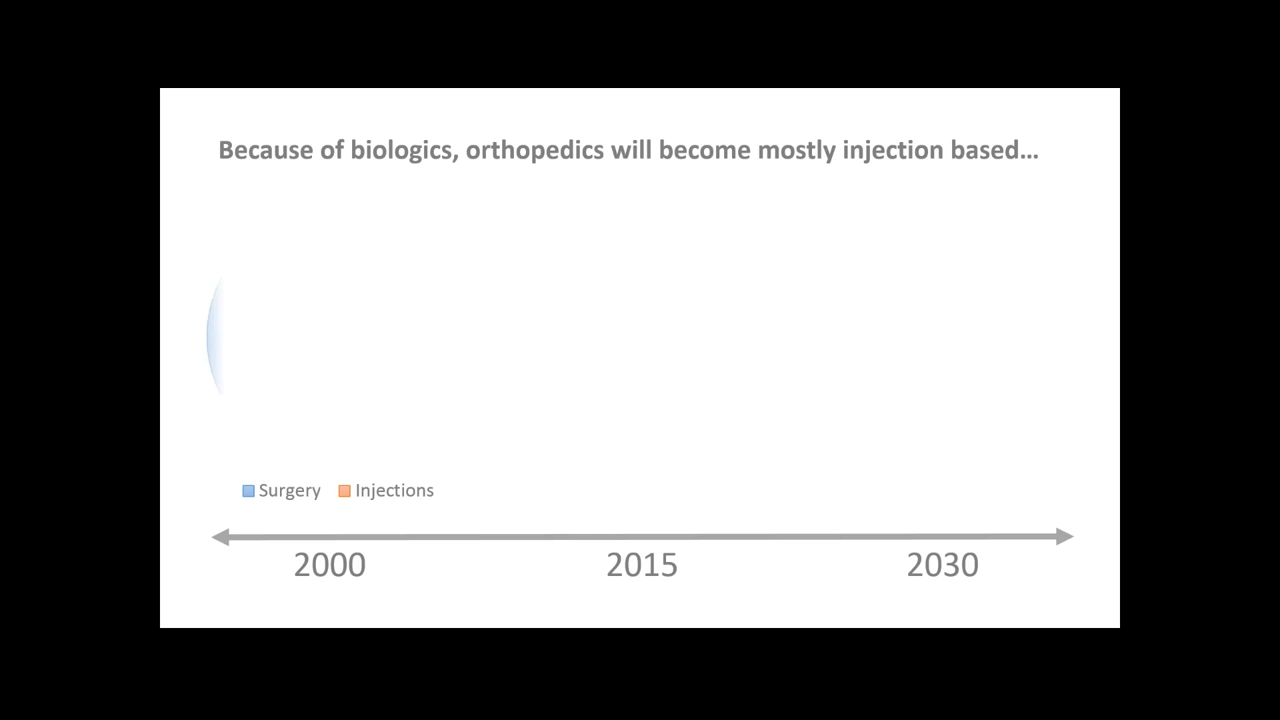 Because of biologics, orthopedics will become mostly injection based...
Surgery Injections
2000 2015 2030